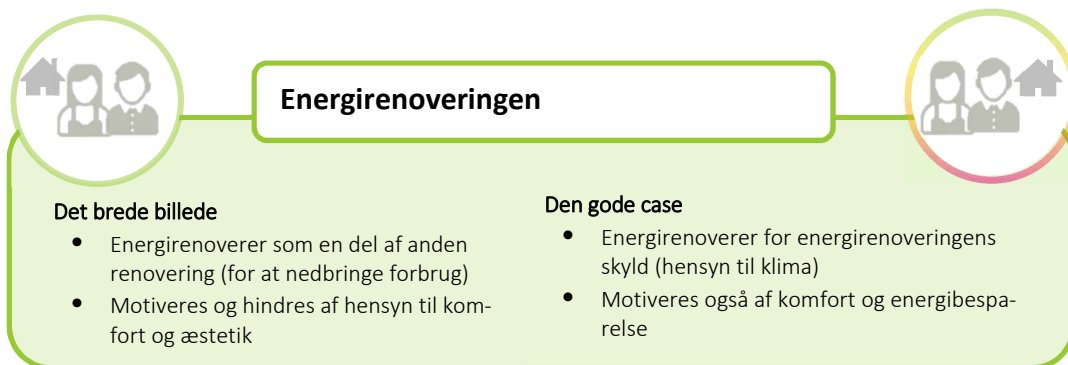 Energirenoveringen
Det brede billede
• Energirenoverer som en del af anden
renovering (for at nedbringe forbrug)
• Motiveres og hindres af hensyn til kom-
fort og æstetik
Den gode case
• Energirenoverer for energirenoveringens
skyld (hensyn til klima)
• Motiveres også af komfort og energibespa-
relse